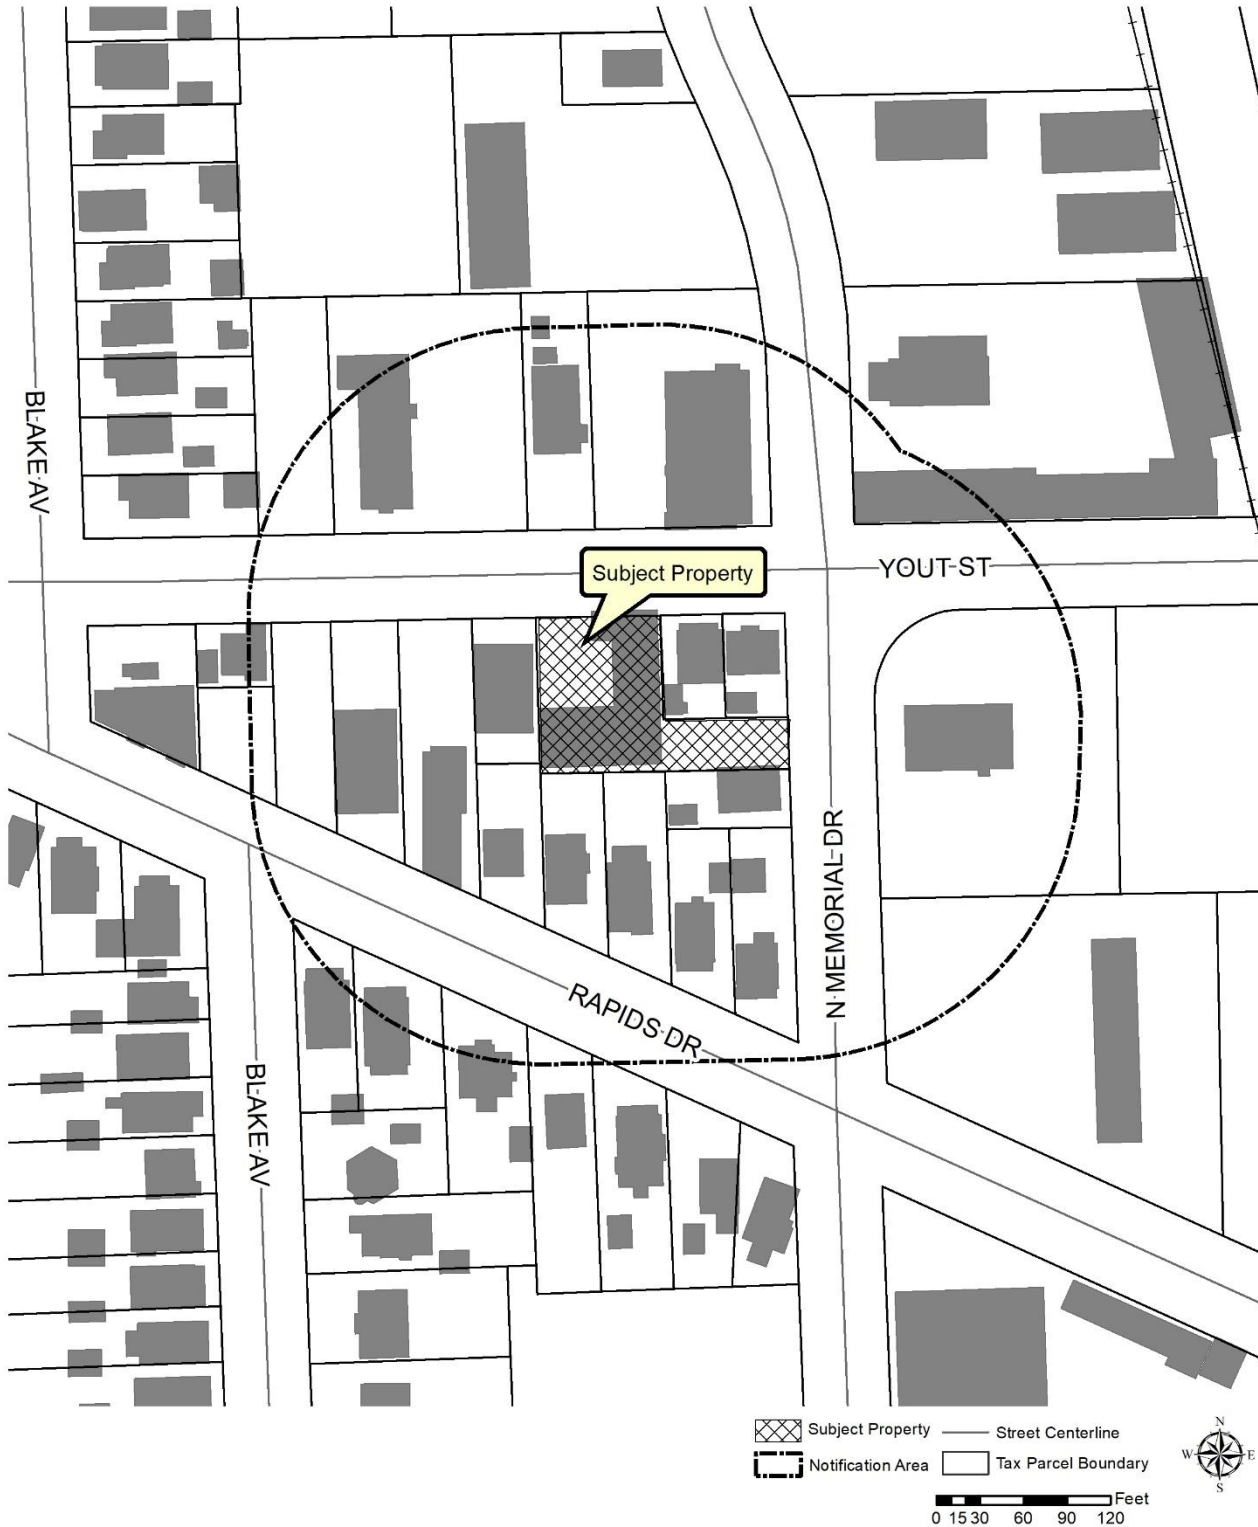 BLAKE AV
Subject Property
YOUT ST
N MEMORIAL DR
RAPIDS DR
BLAKE AV
Subject Property
Street Centerline
Notification Area
Tax Parcel Boundary
N
W E
S
Feet
0 15 30 60 90 120